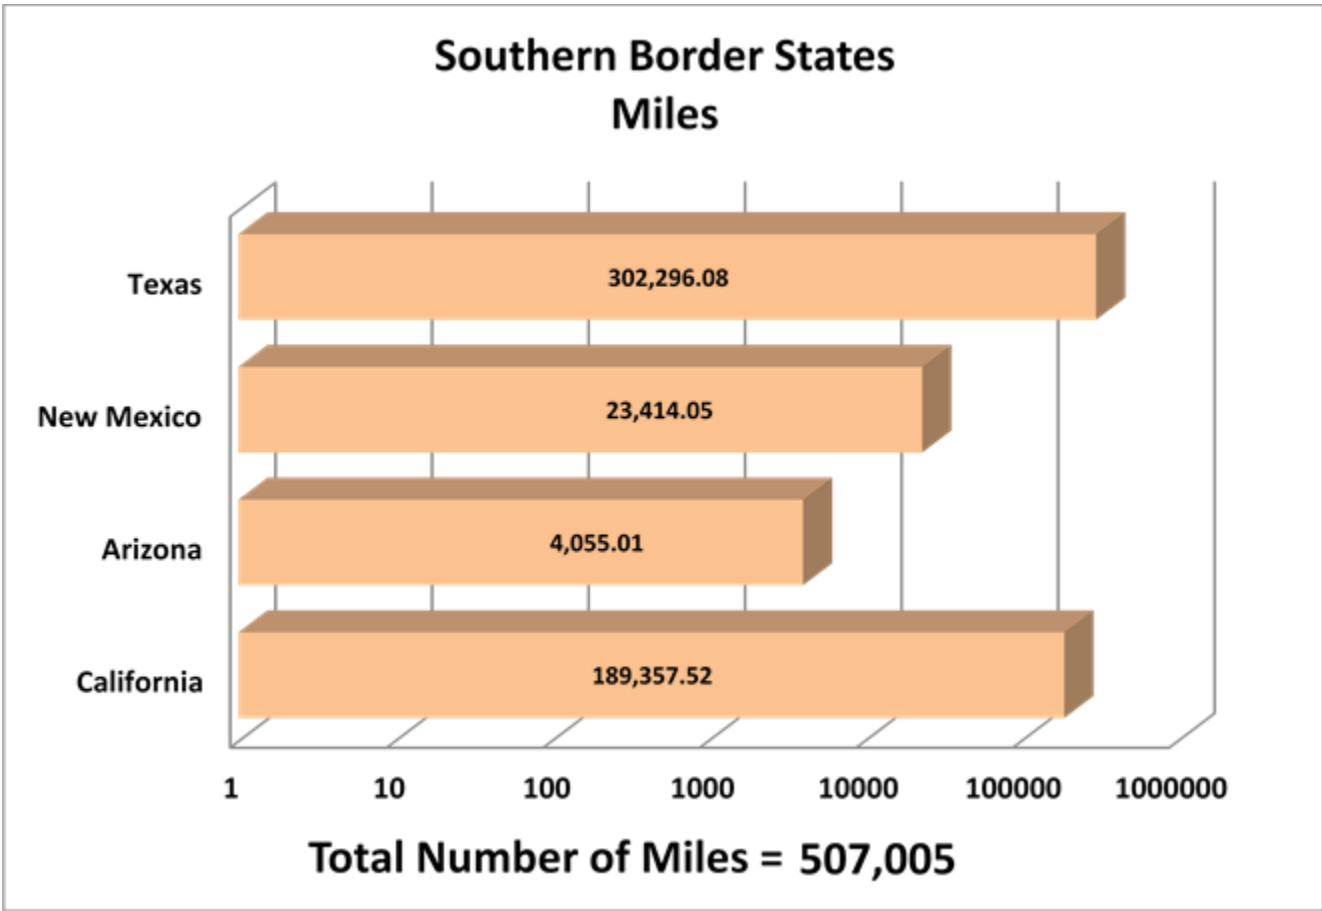 Southern Border States
Miles
Texas
302,296.08
New Mexico
23,414.05
Arizona
4,055.01
California
189,357.52
1 10 100 1000 10000 100000 1000000
Total Number of Miles = 507,005